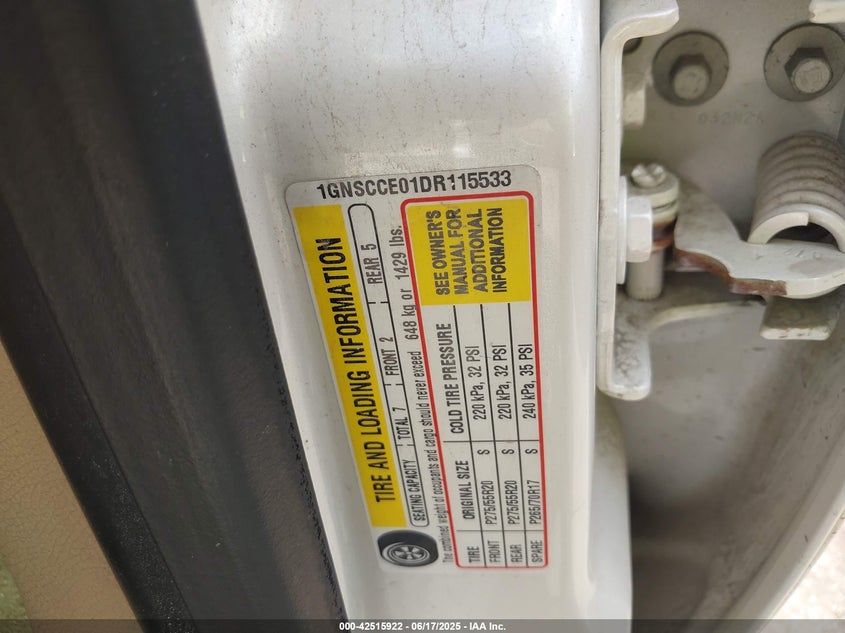 1GNSCCE01DR115533
TIRE AND LOADING INFORMATION
SEATING CAPACITY TOTAL 7 FRONT 2 REAR 5
The combined weight of occupants and cargo should never exceed 648 kg or 1429 lbs.
TIRE ORIGINAL SIZE COLD TIRE PRESSURE
FRONT P275/55R20 S 220 kPa, 32 PSI
REAR P275/55R20 S 220 kPa, 32 PSI
SPARE P265/70R17 S 240 kPa, 35 PSI
SEE OWNER'S
MANUAL FOR
ADDITIONAL
INFORMATION
000-42515922 - 06/17/2025 - IAA Inc.